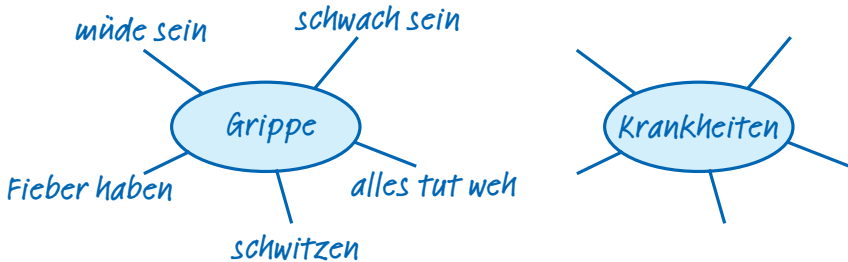 müde sein
schwach sein
Grippe
Krankheiten
Fieber haben
alles tut weh
schwitzen